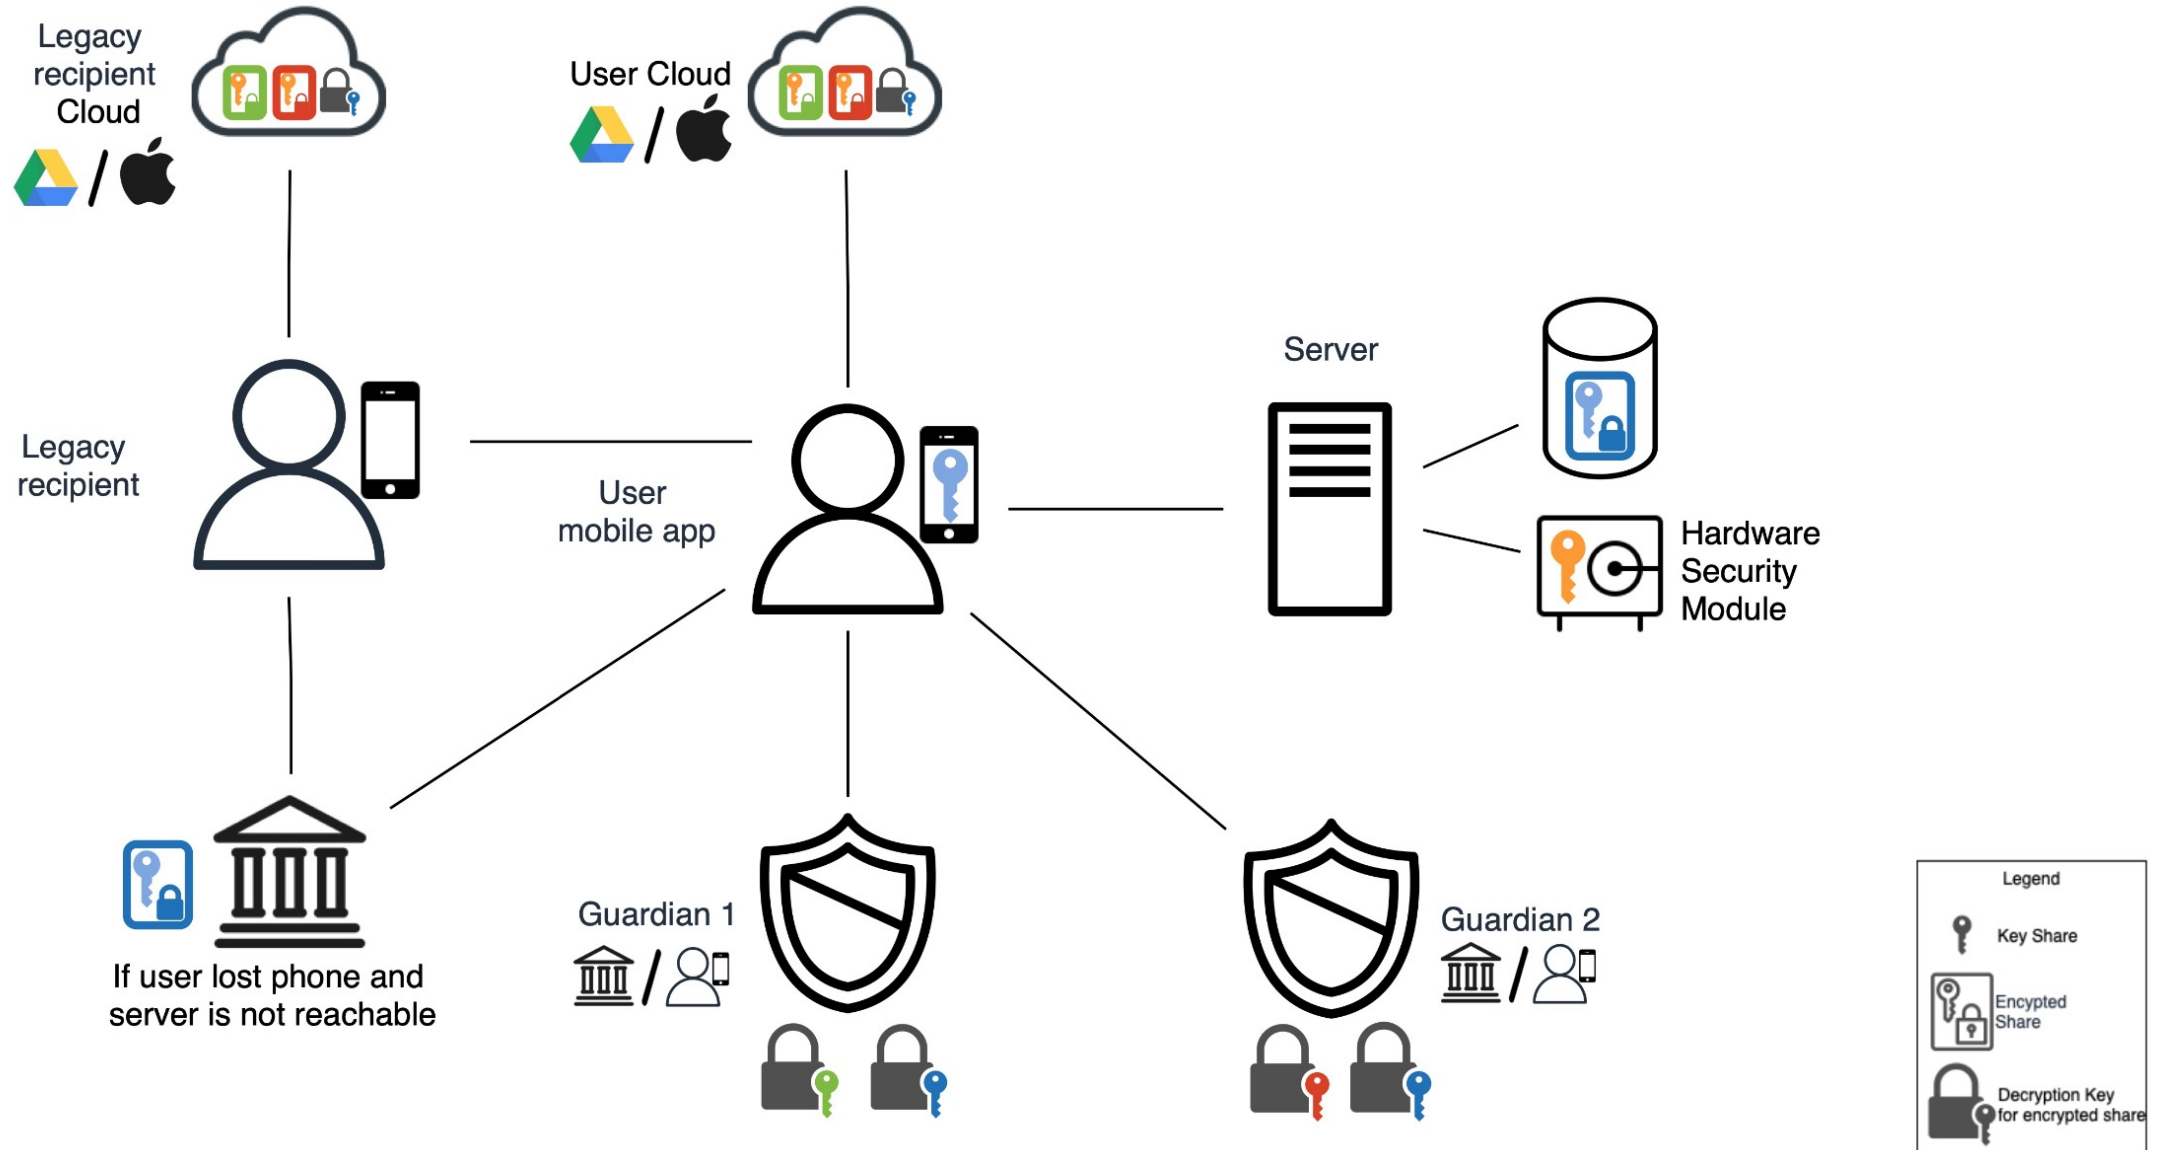 Legacy
recipient
Cloud
User Cloud
Server
Legacy
recipient
User
mobile app
Hardware
Security
Module
If user lost phone and
server is not reachable
Guardian 1
Guardian 2
Legend
Key Share
Encypted
Share
Decryption Key
for encrypted share